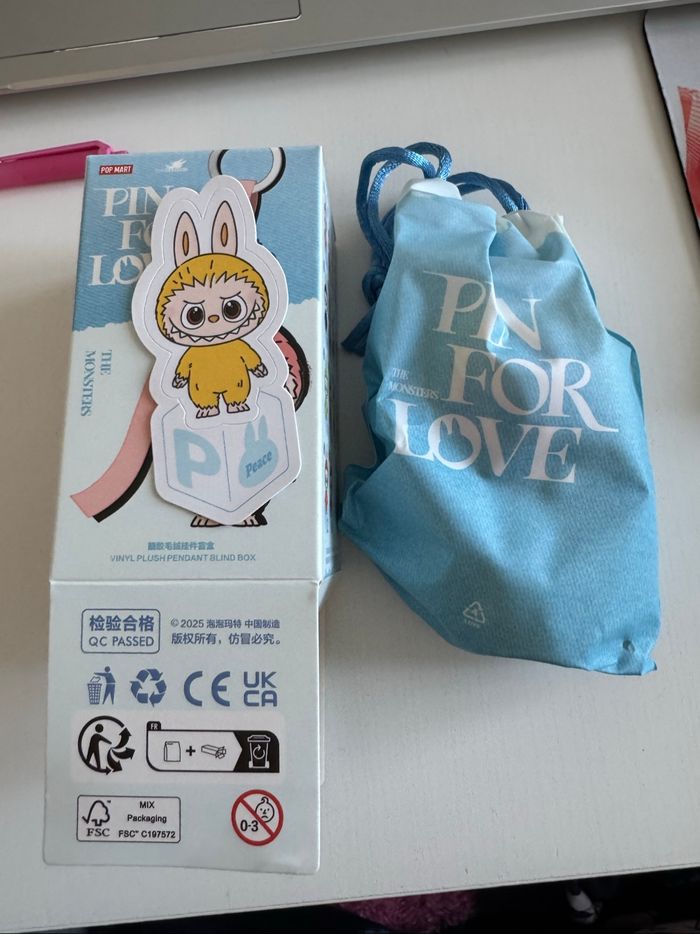 POP MART
PIN
FOR
LOVE
THE
MONSTERS
P
Peace
搪胶毛绒挂件盲盒
VINYL PLUSH PENDANT BLIND BOX
检验合格
QC PASSED
© 2025 泡泡玛特 中国制造
版权所有，仿冒必究。
CE
UK
CA
FR
+
FSC
MIX
Packaging
FSC™ C197572
0-3
PIN
FOR
THE
MONSTERS
LOVE